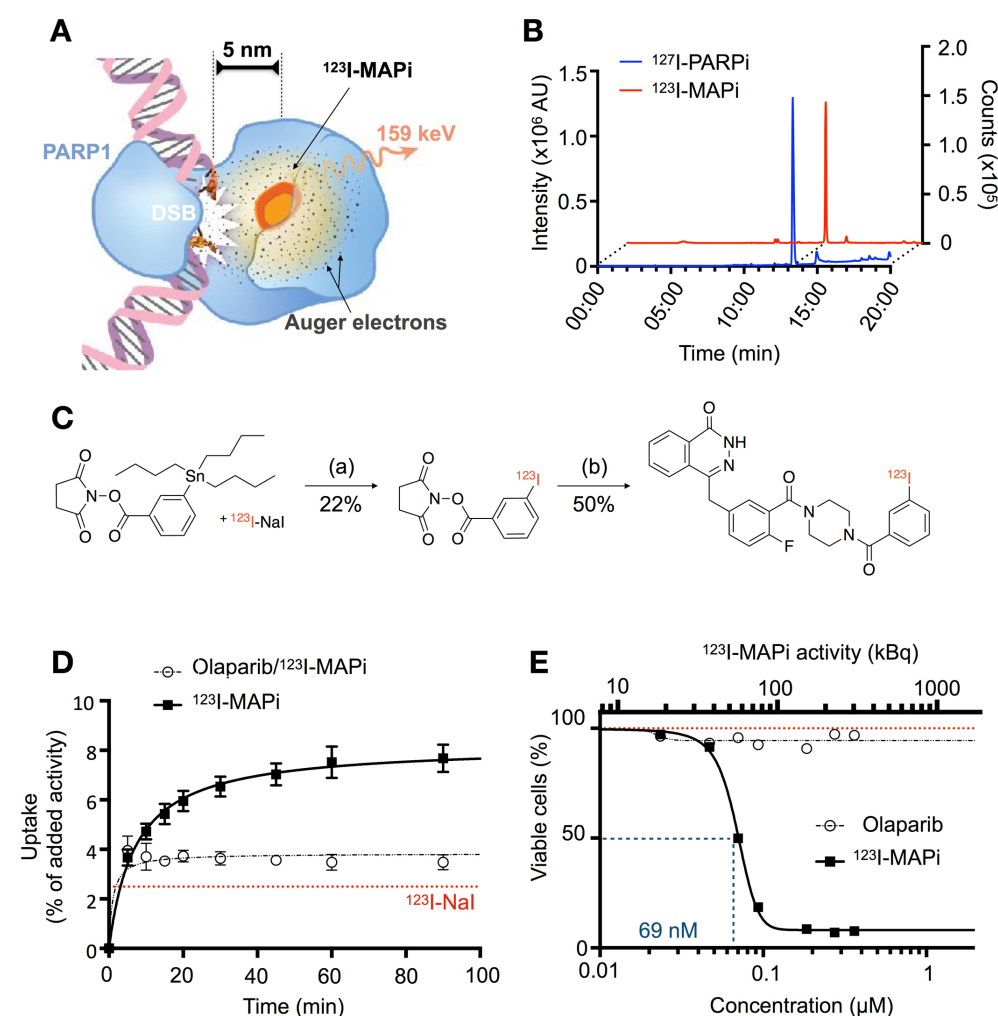 A
5 nm
¹²³I-MAPi
159 keV
PARP1
DSB
Auger electrons
B
¹²⁷I-PARPi
¹²³I-MAPi
Intensity (x10⁶ AU)
1.5
1.0
0.5
0
2.0
1.5
1.0
0.5
0
Counts (x10⁵)
00:00
05:00
10:00
15:00
20:00
Time (min)
C
O
N
O
O
O
Sn
+ ¹²³I-NaI
(a)
22%
O
N
O
O
O
¹²³I
(b)
50%
O
NH
N
O
N
F
N
O
¹²³I
D
Olaparib/¹²³I-MAPi
¹²³I-MAPi
Uptake
(% of added activity)
10
8
6
4
2
0
¹²³I-NaI
0
20
40
60
80
100
Time (min)
E
¹²³I-MAPi activity (kBq)
10
100
1000
Viable cells (%)
100
50
0
Olaparib
¹²³I-MAPi
69 nM
0.01
0.1
1
Concentration (µM)